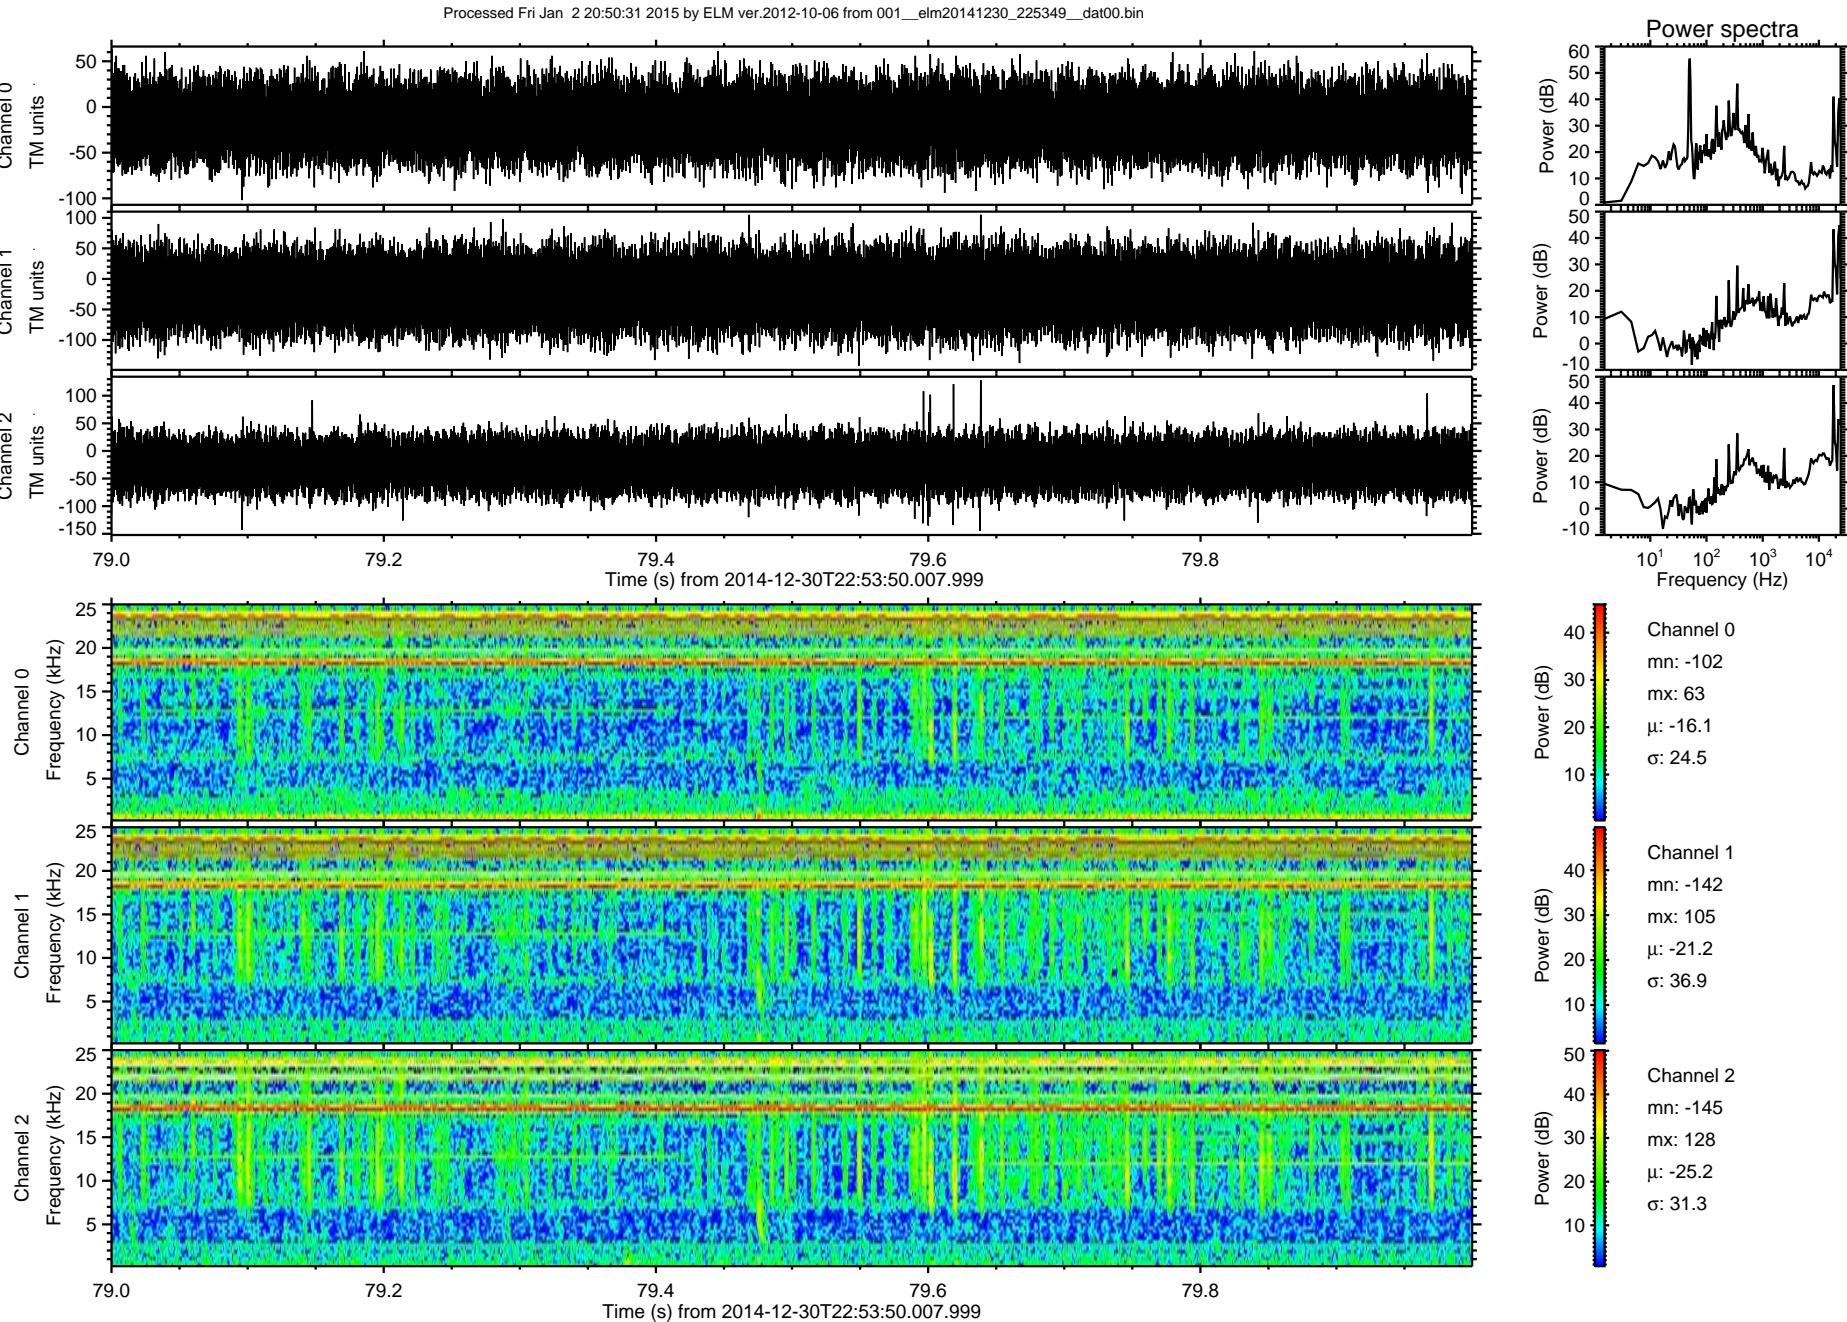 Processed Fri Jan  2 20:50:31 2015 by ELM ver.2012-10-06 from 001__elm20141230_225349__dat00.bin
Power spectra
Channel 0
TM units
50
0
-50
-100
Power (dB)
60
50
40
30
20
10
0
Channel 1
TM units
100
50
0
-50
-100
Power (dB)
50
40
30
20
10
0
-10
Channel 2
TM units
100
50
0
-50
-100
-150
Power (dB)
50
40
30
20
10
0
-10
79.0 79.2 79.4 79.6 79.8
Time (s) from 2014-12-30T22:53:50.007.999
10¹ 10² 10³ 10⁴
Frequency (Hz)
Channel 0
Frequency (kHz)
25
20
15
10
5
Power (dB)
40
30
20
10
Channel 0
mn: -102
mx: 63
μ: -16.1
σ: 24.5
Channel 1
Frequency (kHz)
25
20
15
10
5
Power (dB)
40
30
20
10
Channel 1
mn: -142
mx: 105
μ: -21.2
σ: 36.9
Channel 2
Frequency (kHz)
25
20
15
10
5
Power (dB)
50
40
30
20
10
Channel 2
mn: -145
mx: 128
μ: -25.2
σ: 31.3
79.0 79.2 79.4 79.6 79.8
Time (s) from 2014-12-30T22:53:50.007.999